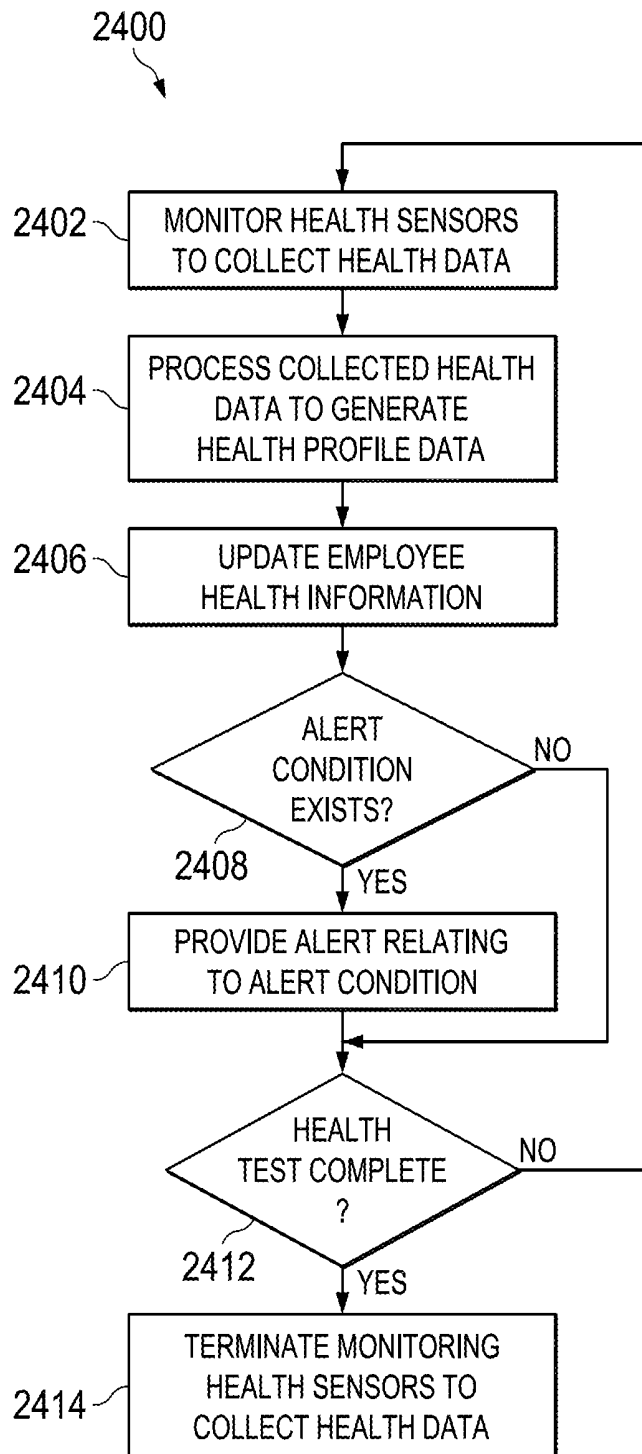 2400
2402
MONITOR HEALTH SENSORS
TO COLLECT HEALTH DATA
2404
PROCESS COLLECTED HEALTH
DATA TO GENERATE
HEALTH PROFILE DATA
2406
UPDATE EMPLOYEE
HEALTH INFORMATION
ALERT
CONDITION
EXISTS?
NO
2408
YES
2410
PROVIDE ALERT RELATING
TO ALERT CONDITION
HEALTH
TEST COMPLETE
?
NO
2412
YES
2414
TERMINATE MONITORING
HEALTH SENSORS TO
COLLECT HEALTH DATA